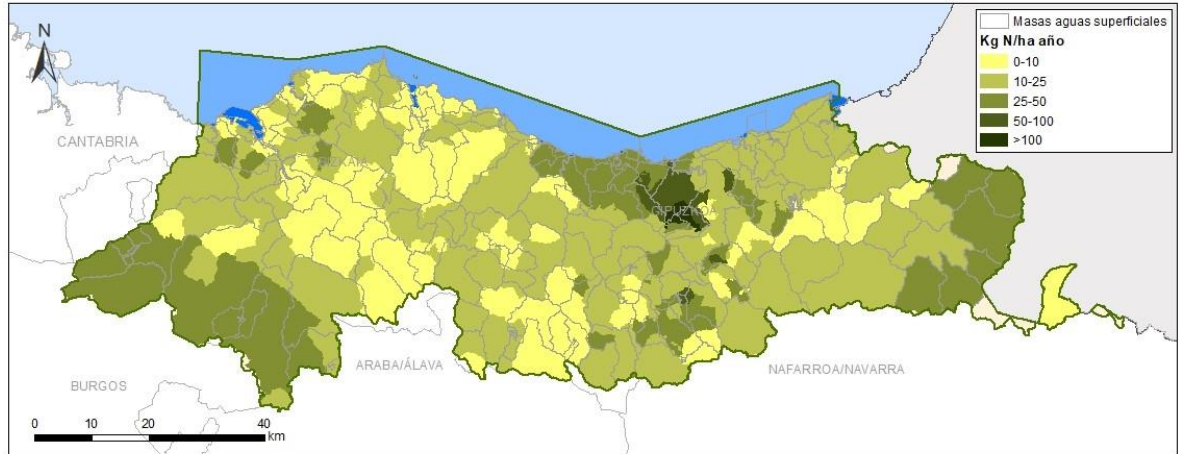 N
Masas aguas superficiales
Kg N/ha año
0-10
10-25
25-50
50-100
>100
CANTABRIA
GIPUZKOA
ARABA/ÁLAVA
NAFARROA/NAVARRA
BURGOS
0 10 20 40
km